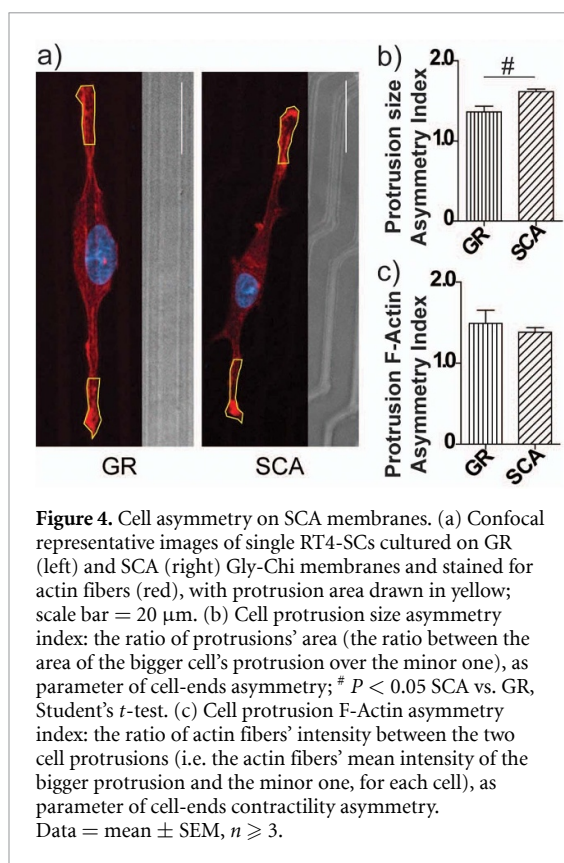 a)
GR
SCA
b)
Protrusion size
Asymmetry Index
2.0
1.0
0
#
GR
SCA
c)
Protrusion F-Actin
Asymmetry Index
2.0
1.0
0
GR
SCA
Figure 4. Cell asymmetry on SCA membranes. (a) Confocal
representative images of single RT4-SCs cultured on GR
(left) and SCA (right) Gly-Chi membranes and stained for
actin fibers (red), with protrusion area drawn in yellow;
scale bar = 20 μm. (b) Cell protrusion size asymmetry
index: the ratio of protrusions' area (the ratio between the
area of the bigger cell's protrusion over the minor one), as
parameter of cell-ends asymmetry; # P < 0.05 SCA vs. GR,
Student's t-test. (c) Cell protrusion F-Actin asymmetry
index: the ratio of actin fibers' intensity between the two
cell protrusions (i.e. the actin fibers' mean intensity of the
bigger protrusion and the minor one, for each cell), as
parameter of cell-ends contractility asymmetry.
Data = mean ± SEM, n ⩾ 3.